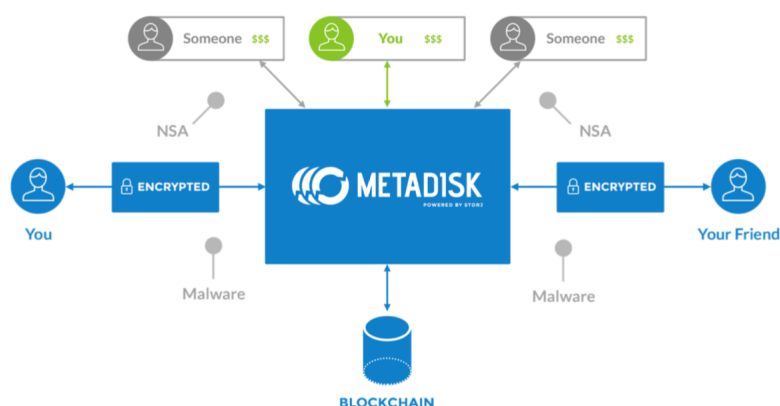 Someone $$$
You $$$
Someone $$$
NSA
NSA
ENCRYPTED
METADISK
POWERED BY STORJ
ENCRYPTED
You
Your Friend
Malware
Malware
BLOCKCHAIN